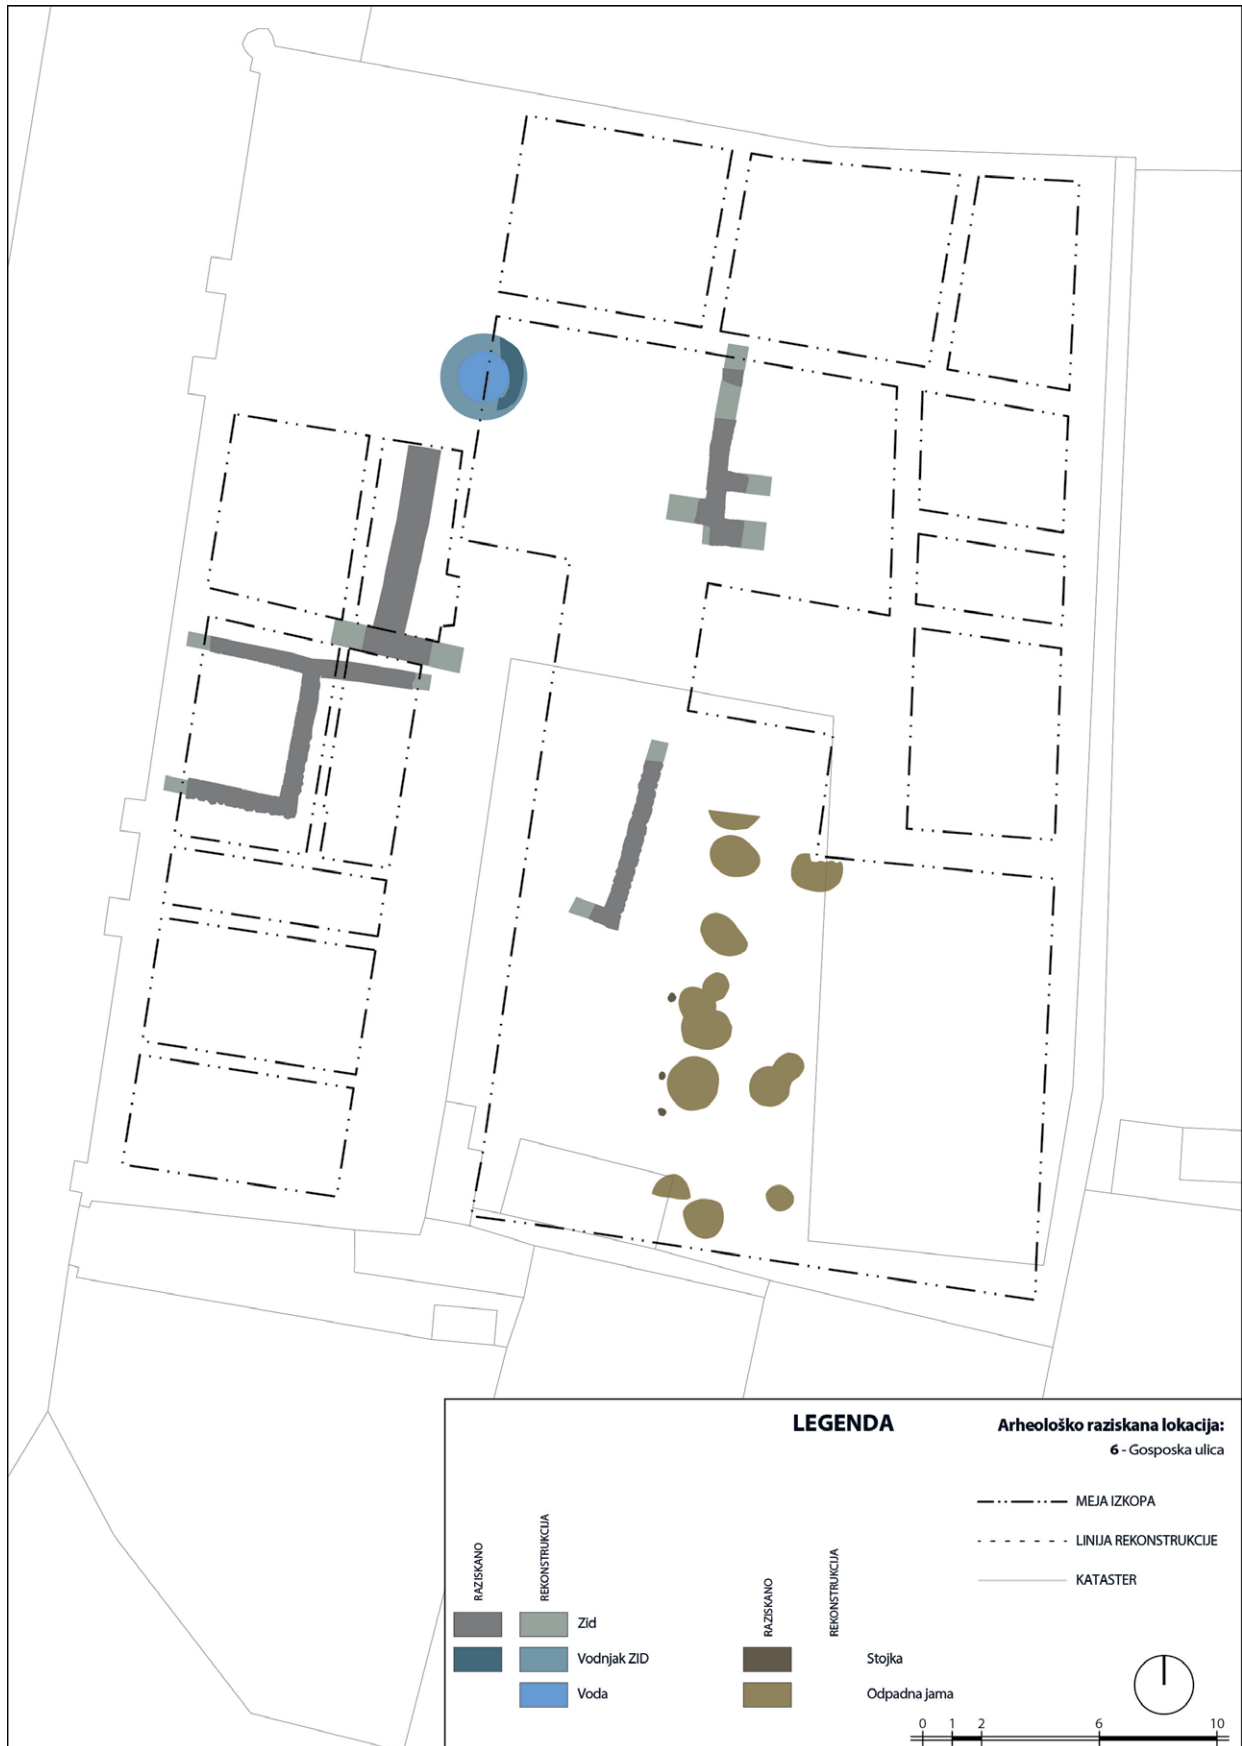 LEGENDA
Arheološko raziskana lokacija:
6 - Gosposka ulica
MEJA IZKOPA
LINIJA REKONSTRUKCIJE
KATASTER
RAZISKANO
REKONSTRUKCIJA
Zid
Vodnjak ZID
Voda
RAZISKANO
REKONSTRUKCIJA
Stojka
Odpadna jama
0 1 2 6 10